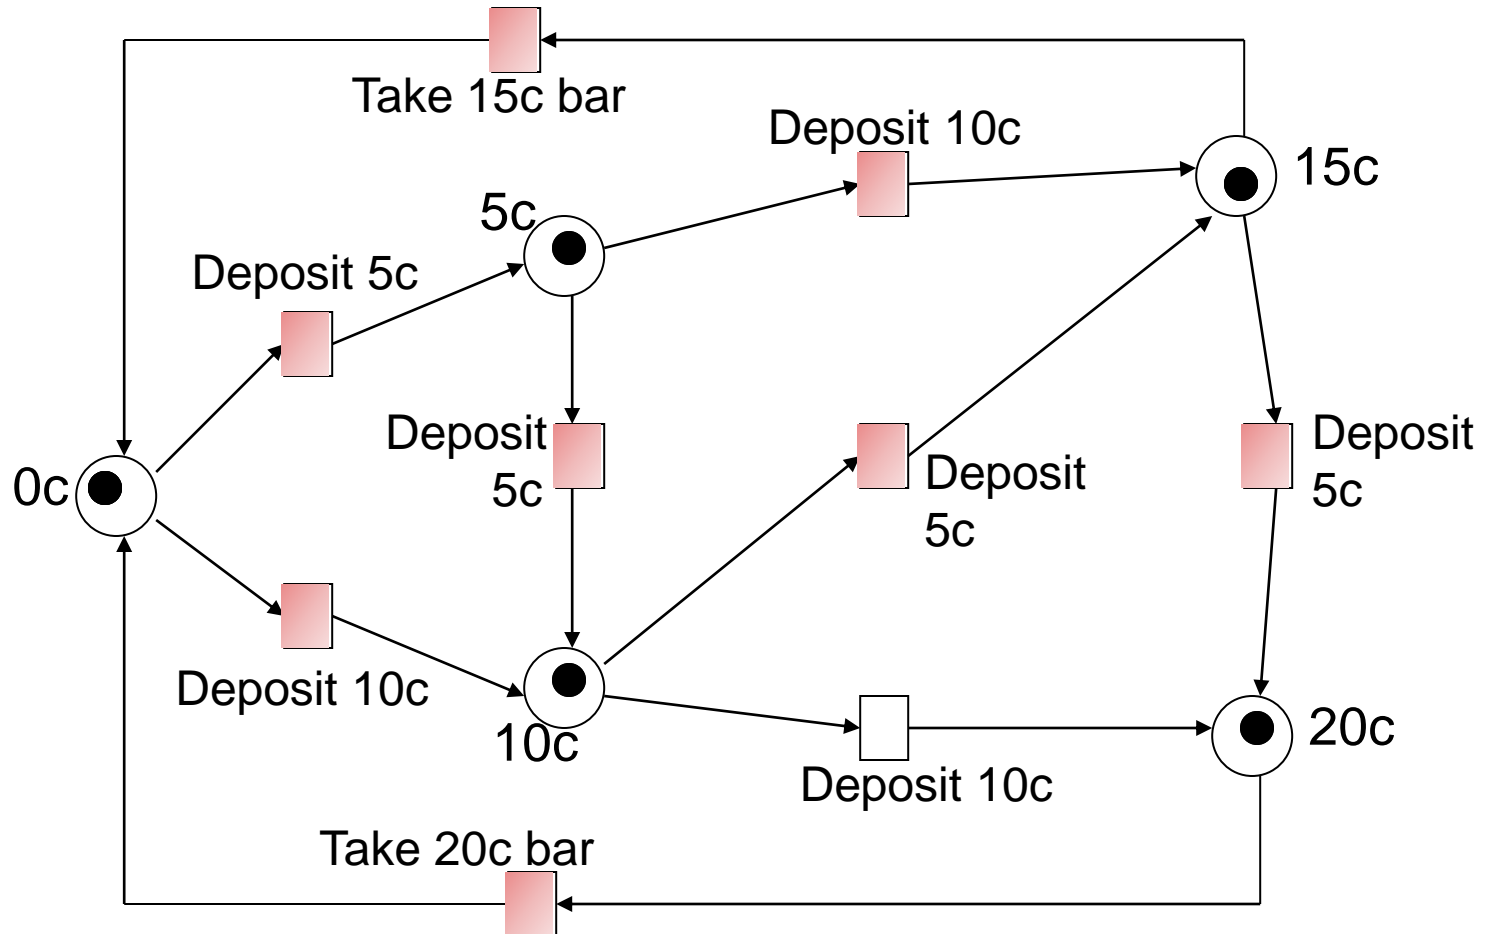 Take 15c bar
Deposit 10c
15c
5c
Deposit 5c
Deposit
5c
0c
Deposit
5c
Deposit
5c
Deposit 10c
10c
20c
Deposit 10c
Take 20c bar